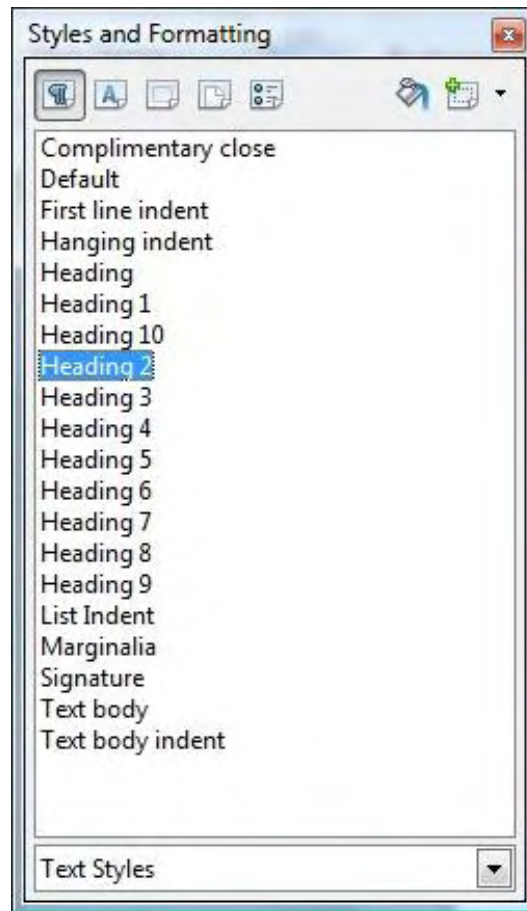 Styles and Formatting
Complimentary close
Default
First line indent
Hanging indent
Heading
Heading 1
Heading 10
Heading 2
Heading 3
Heading 4
Heading 5
Heading 6
Heading 7
Heading 8
Heading 9
List Indent
Marginalia
Signature
Text body
Text body indent
Text Styles